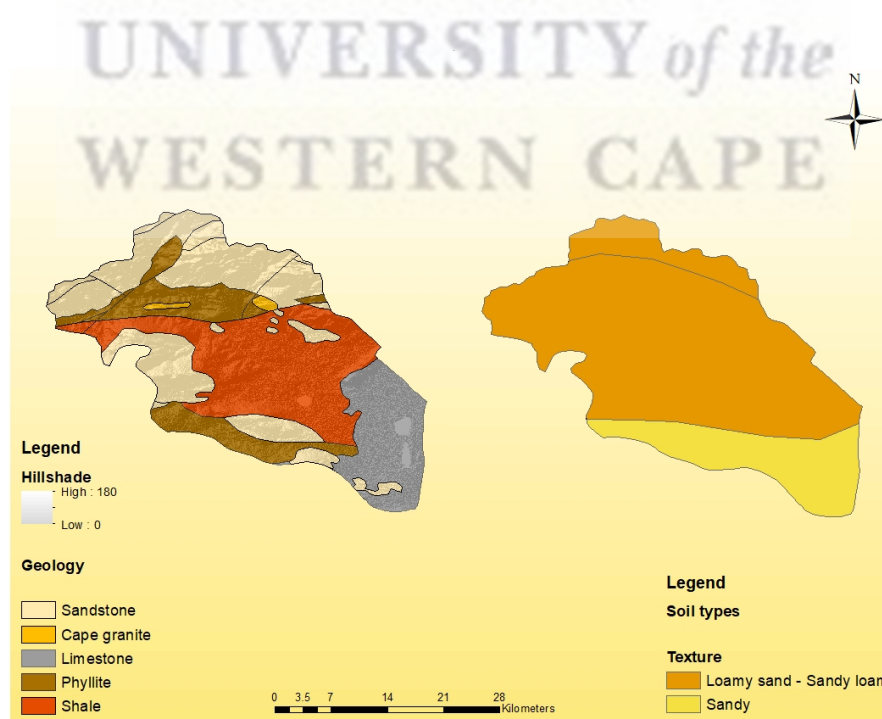 UNIVERSITY of the
WESTERN CAPE
N
Legend
Hillshade
High : 180
Low : 0
Geology
Sandstone
Cape granite
Limestone
Phyllite
Shale
0 3.5 7 14 21 28
Kilometers
Legend
Soil types
Texture
Loamy sand - Sandy loam
Sandy